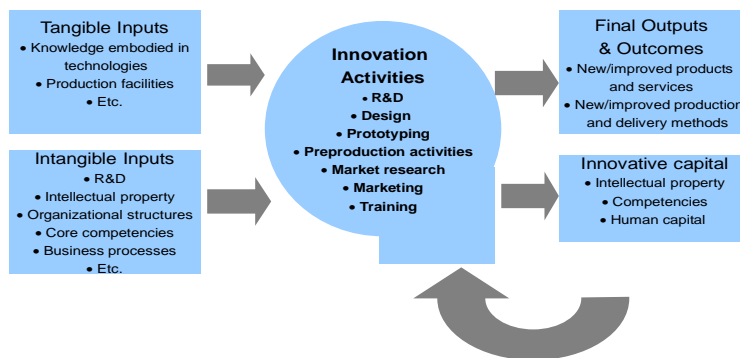 Tangible Inputs
• Knowledge embodied in
technologies
• Production facilities
• Etc.
Intangible Inputs
• R&D
• Intellectual property
• Organizational structures
• Core competencies
• Business processes
• Etc.
Innovation
Activities
• R&D
• Design
• Prototyping
• Preproduction activities
• Market research
• Marketing
• Training
Final Outputs
& Outcomes
• New/improved products
and services
• New/improved production
and delivery methods
Innovative capital
• Intellectual property
• Competencies
• Human capital